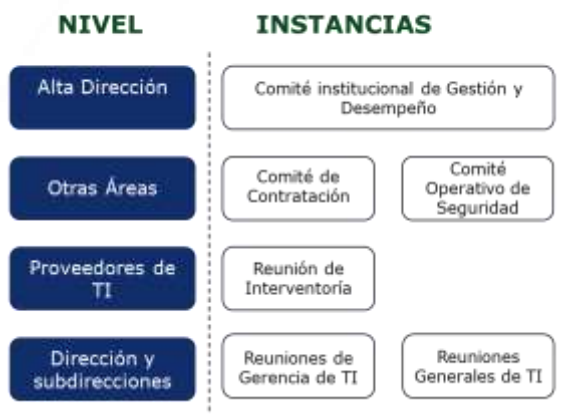 NIVEL
INSTANCIAS
Alta Dirección
Comité institucional de Gestión y
Desempeño
Otras Áreas
Comité de
Contratación
Comité
Operativo de
Seguridad
Proveedores de
TI
Reunión de
Interventoría
Dirección y
subdirecciones
Reuniones de
Gerencia de TI
Reuniones
Generales de TI